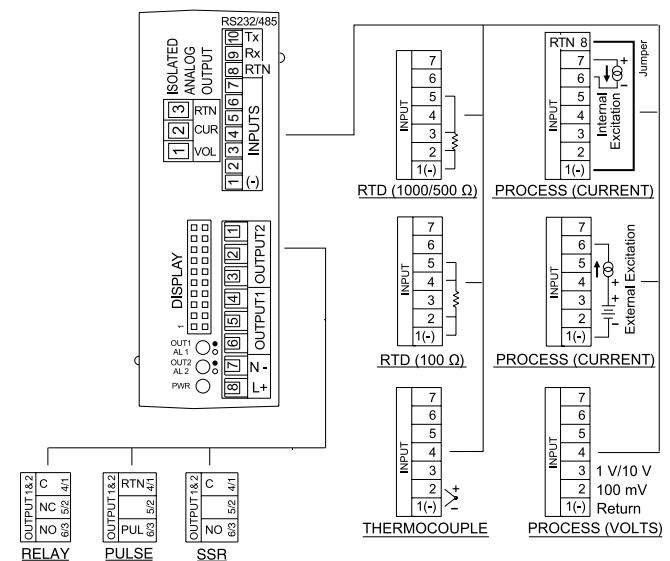 RS232/485
ISOLATED
ANALOG
OUTPUT
3 RTN
2 CUR
1 VOL
10 Tx
9 Rx
8 RTN
7
6
5
4
3
2
1 (-)
INPUTS
DISPLAY
1
1
2
3
OUTPUT2
4
5
6
OUTPUT1
7 N -
8 L+
OUT1
AL 1
OUT2
AL 2
PWR
INPUT
7
6
5
4
3
2
1(-)
RTD (1000/500 Ω)
INPUT
RTN 8
7
6
5
4
3
2
1(-)
+
-
Internal
Excitation
Jumper
PROCESS (CURRENT)
INPUT
7
6
5
4
3
2
1(-)
RTD (100 Ω)
INPUT
7
6
5
4
3
2
1(-)
-
+
+
-
External Excitation
PROCESS (CURRENT)
INPUT
7
6
5
4
3
2
1(-)
+
-
THERMOCOUPLE
INPUT
7
6
5
4
3 1 V/10 V
2 100 mV
1(-) Return
PROCESS (VOLTS)
OUTPUT 1& 2
C 4/1
NC 5/2
NO 6/3
RELAY
OUTPUT 1& 2
RTN 4/1
5/2
PUL 6/3
PULSE
OUTPUT 1& 2
C 4/1
5/2
NO 6/3
SSR